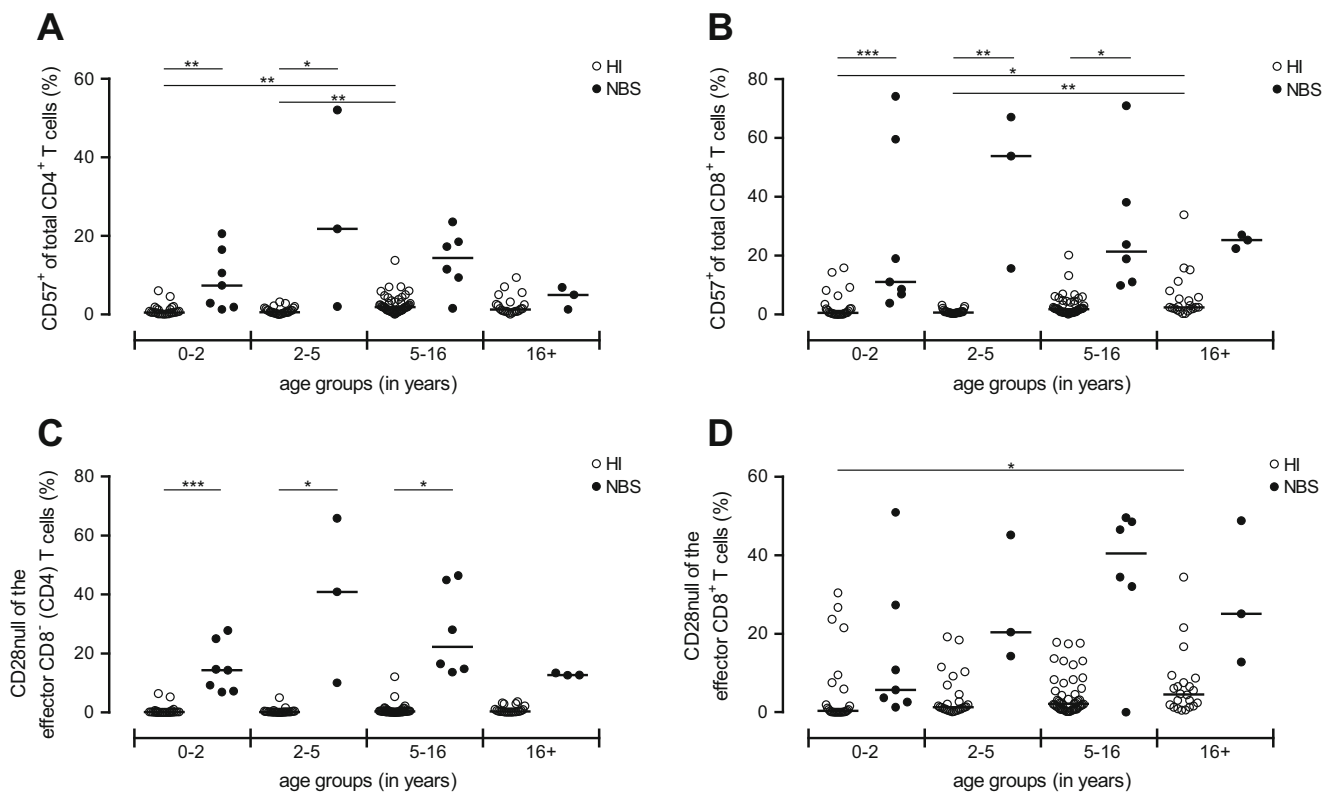 A
CD57+ of total CD4+ T cells (%)
HI
NBS
** *
**
**
60
40
20
0
0-2 2-5 5-16 16+
age groups (in years)
B
CD57+ of total CD8+ T cells (%)
HI
NBS
*** ** *
*
**
80
60
40
20
0
0-2 2-5 5-16 16+
age groups (in years)
C
CD28null of the
effector CD8- (CD4) T cells (%)
HI
NBS
*** * *
80
60
40
20
0
0-2 2-5 5-16 16+
age groups (in years)
D
CD28null of the
effector CD8+ T cells (%)
HI
NBS
*
60
40
20
0
0-2 2-5 5-16 16+
age groups (in years)